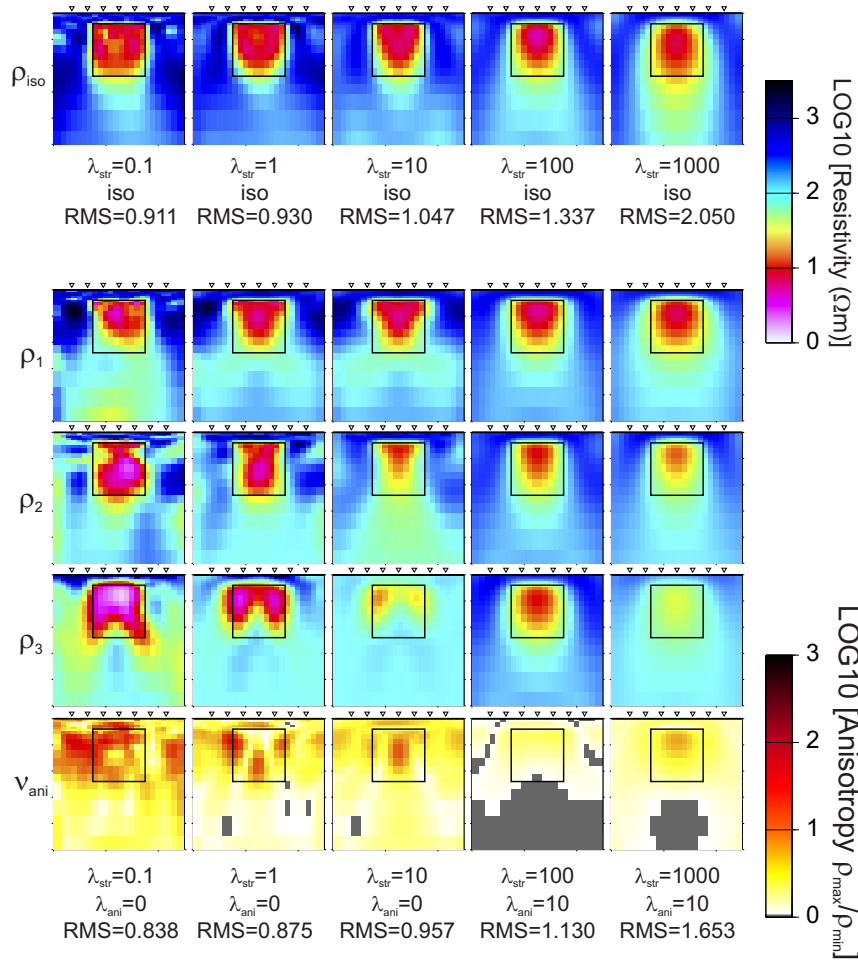 ρiso
λstr=0.1 λstr=1 λstr=10 λstr=100 λstr=1000
iso iso iso iso iso
RMS=0.911 RMS=0.930 RMS=1.047 RMS=1.337 RMS=2.050
3
2
1
0
LOG10 [Resistivity (Ωm)]
ρ1
ρ2
ρ3
νani
3
2
1
0
LOG10 [Anisotropy ρmax/ρmin]
λstr=0.1 λstr=1 λstr=10 λstr=100 λstr=1000
λani=0 λani=0 λani=0 λani=10 λani=10
RMS=0.838 RMS=0.875 RMS=0.957 RMS=1.130 RMS=1.653